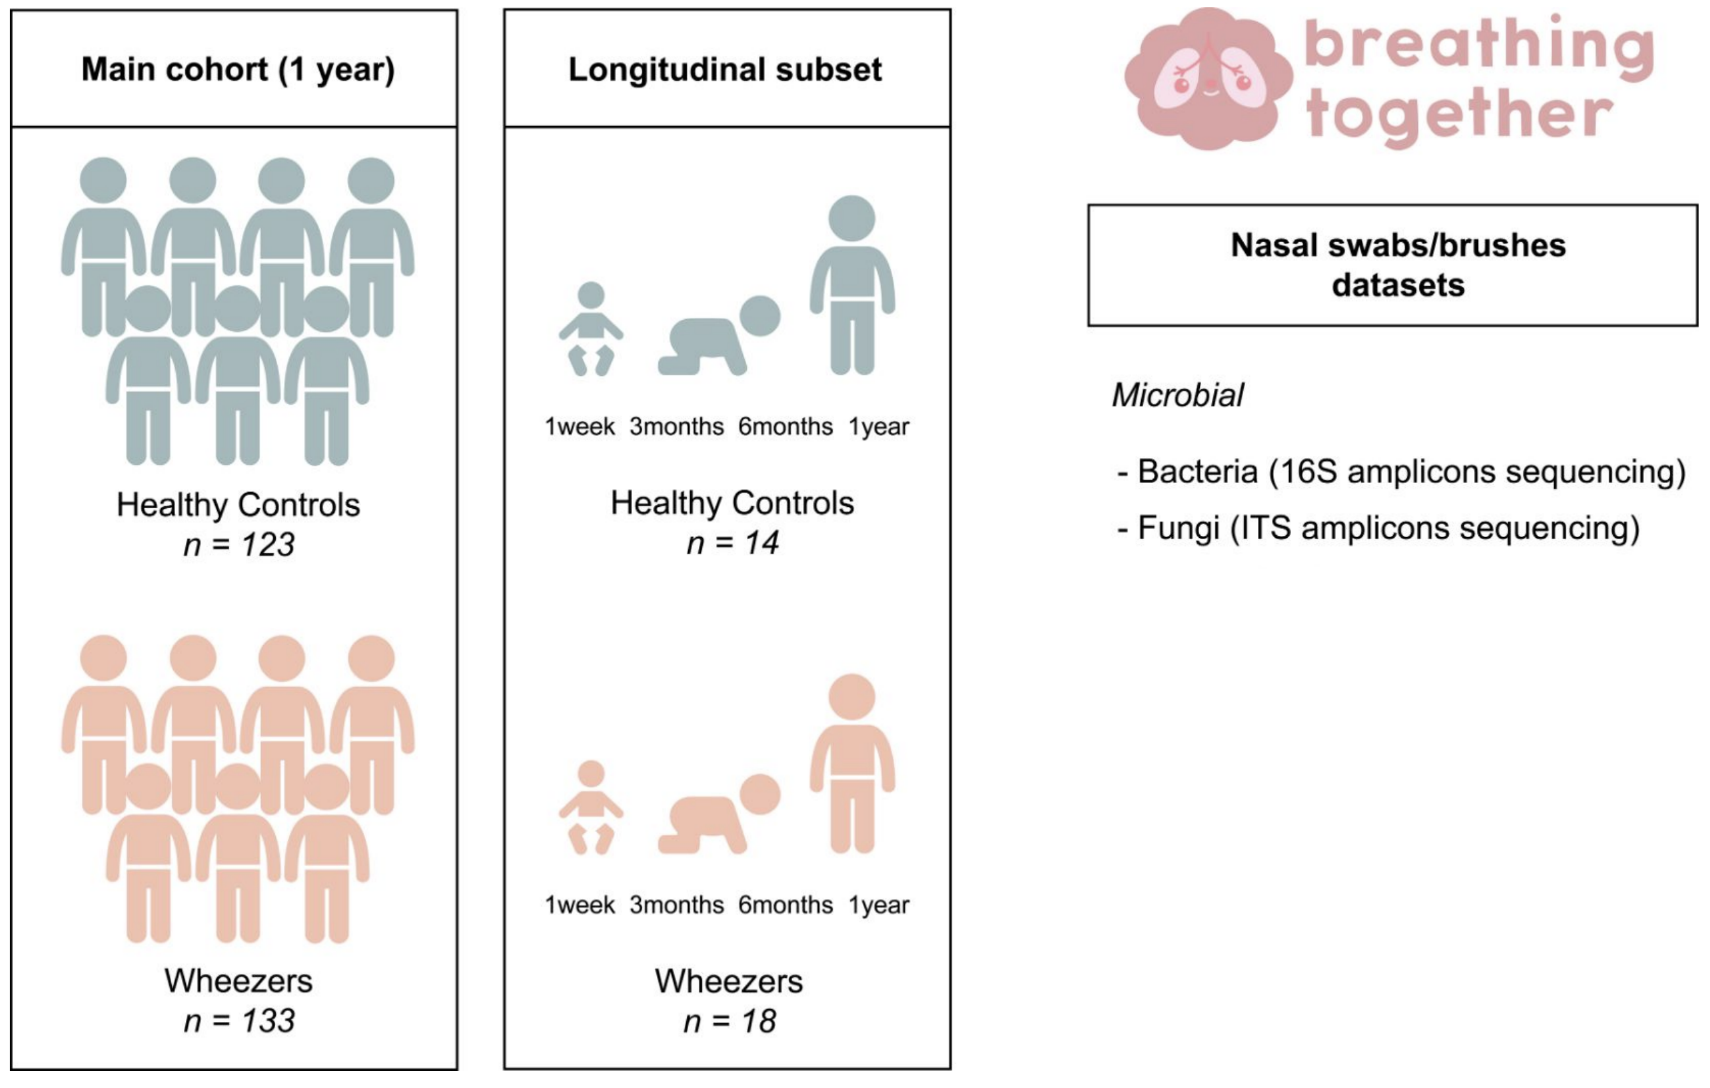 Main cohort (1 year)
Healthy Controls
n = 123
Wheezers
n = 133
Longitudinal subset
1week 3months 6months 1year
Healthy Controls
n = 14
1week 3months 6months 1year
Wheezers
n = 18
breathing
together
Nasal swabs/brushes
datasets
Microbial
- Bacteria (16S amplicons sequencing)
- Fungi (ITS amplicons sequencing)